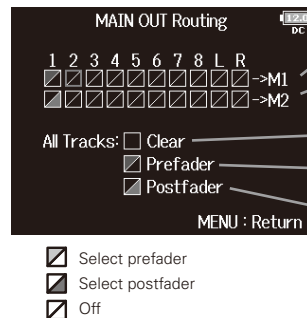 MAIN OUT Routing
12.0
DC
1 2 3 4 5 6 7 8 L R
->M1
->M2
All Tracks: Clear
Prefader
Postfader
MENU : Return
Select prefader
Select postfader
Off